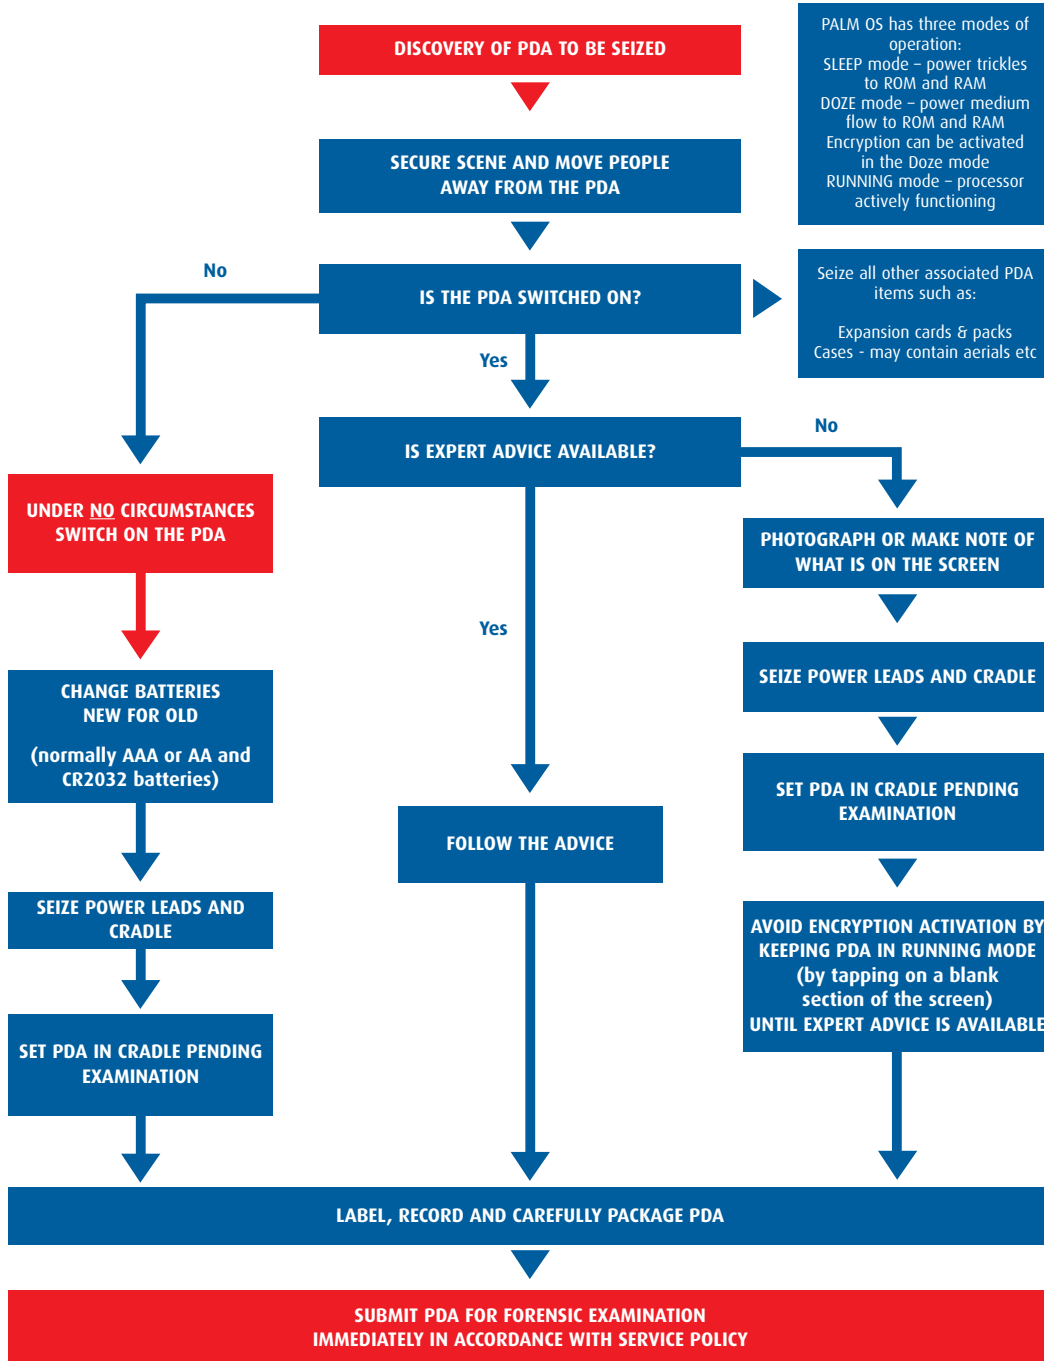 DISCOVERY OF PDA TO BE SEIZED
PALM OS has three modes of
operation:
SLEEP mode – power trickles
to ROM and RAM
DOZE mode – power medium
flow to ROM and RAM
Encryption can be activated
in the Doze mode
RUNNING mode – processor
actively functioning
SECURE SCENE AND MOVE PEOPLE
AWAY FROM THE PDA
No
IS THE PDA SWITCHED ON?
Seize all other associated PDA
items such as:
Expansion cards & packs
Cases - may contain aerials etc
Yes
IS EXPERT ADVICE AVAILABLE?
No
UNDER NO CIRCUMSTANCES
SWITCH ON THE PDA
PHOTOGRAPH OR MAKE NOTE OF
WHAT IS ON THE SCREEN
Yes
CHANGE BATTERIES
NEW FOR OLD
(normally AAA or AA and
CR2032 batteries)
SEIZE POWER LEADS AND CRADLE
SET PDA IN CRADLE PENDING
EXAMINATION
FOLLOW THE ADVICE
SEIZE POWER LEADS AND
CRADLE
AVOID ENCRYPTION ACTIVATION BY
KEEPING PDA IN RUNNING MODE
(by tapping on a blank
section of the screen)
UNTIL EXPERT ADVICE IS AVAILABLE
SET PDA IN CRADLE PENDING
EXAMINATION
LABEL, RECORD AND CAREFULLY PACKAGE PDA
SUBMIT PDA FOR FORENSIC EXAMINATION
IMMEDIATELY IN ACCORDANCE WITH SERVICE POLICY